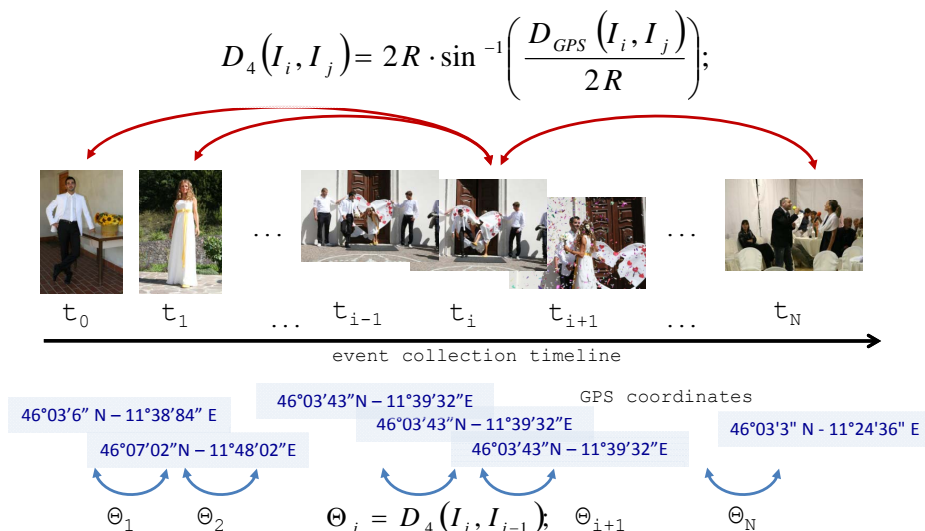 D₄(Iᵢ, Iⱼ) = 2R · sin⁻¹(D_GPS(Iᵢ, Iⱼ) / 2R);
... ...
t₀ t₁ ... tᵢ₋₁ tᵢ tᵢ₊₁ ... t_N
event collection timeline
GPS coordinates
46°03'43”N – 11°39'32”E
46°03'6” N – 11°38'84” E
46°03'43”N – 11°39'32”E
46°03'3" N - 11°24'36" E
46°07'02”N – 11°48'02”E
46°03'43”N – 11°39'32”E
Θ₁ Θ₂ Θᵢ = D₄(Iᵢ, Iᵢ₋₁); Θᵢ₊₁ Θ_N